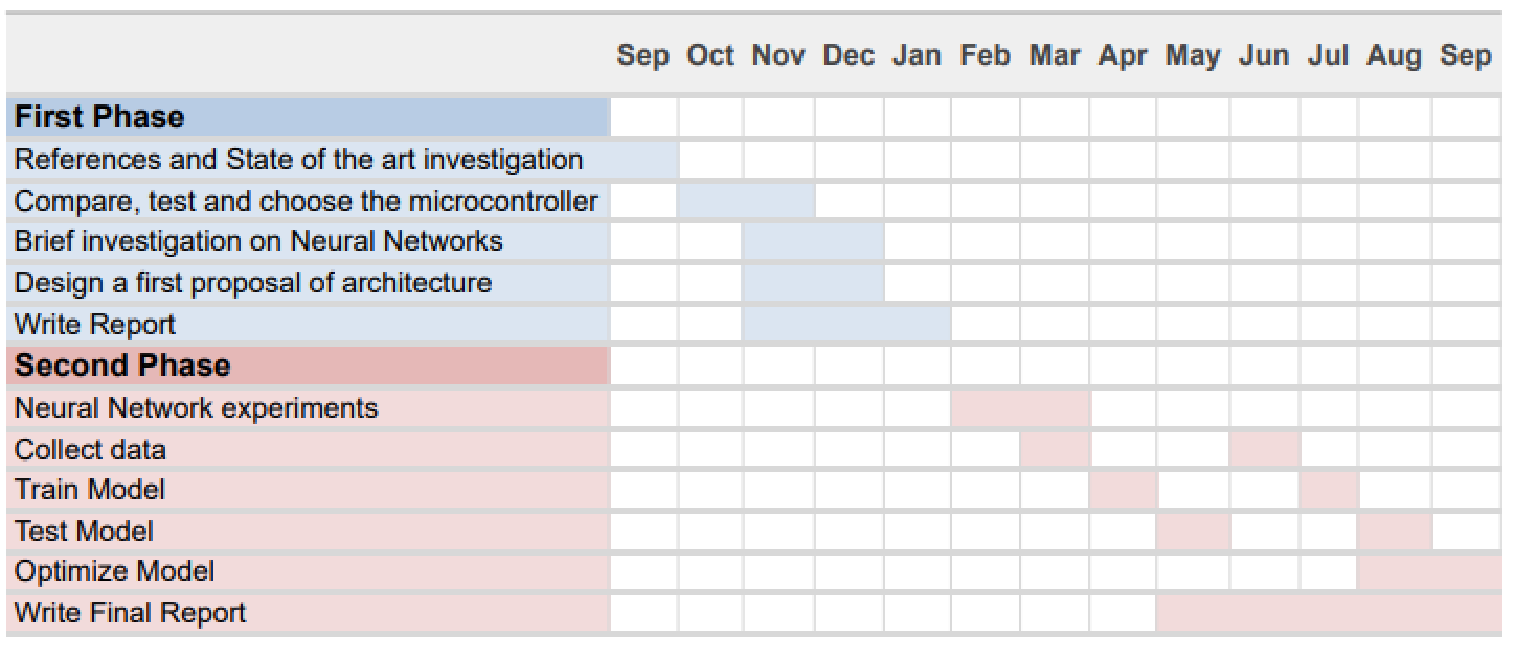 Sep Oct Nov Dec Jan Feb Mar Apr May Jun Jul Aug Sep
First Phase
References and State of the art investigation
Compare, test and choose the microcontroller
Brief investigation on Neural Networks
Design a first proposal of architecture
Write Report
Second Phase
Neural Network experiments
Collect data
Train Model
Test Model
Optimize Model
Write Final Report